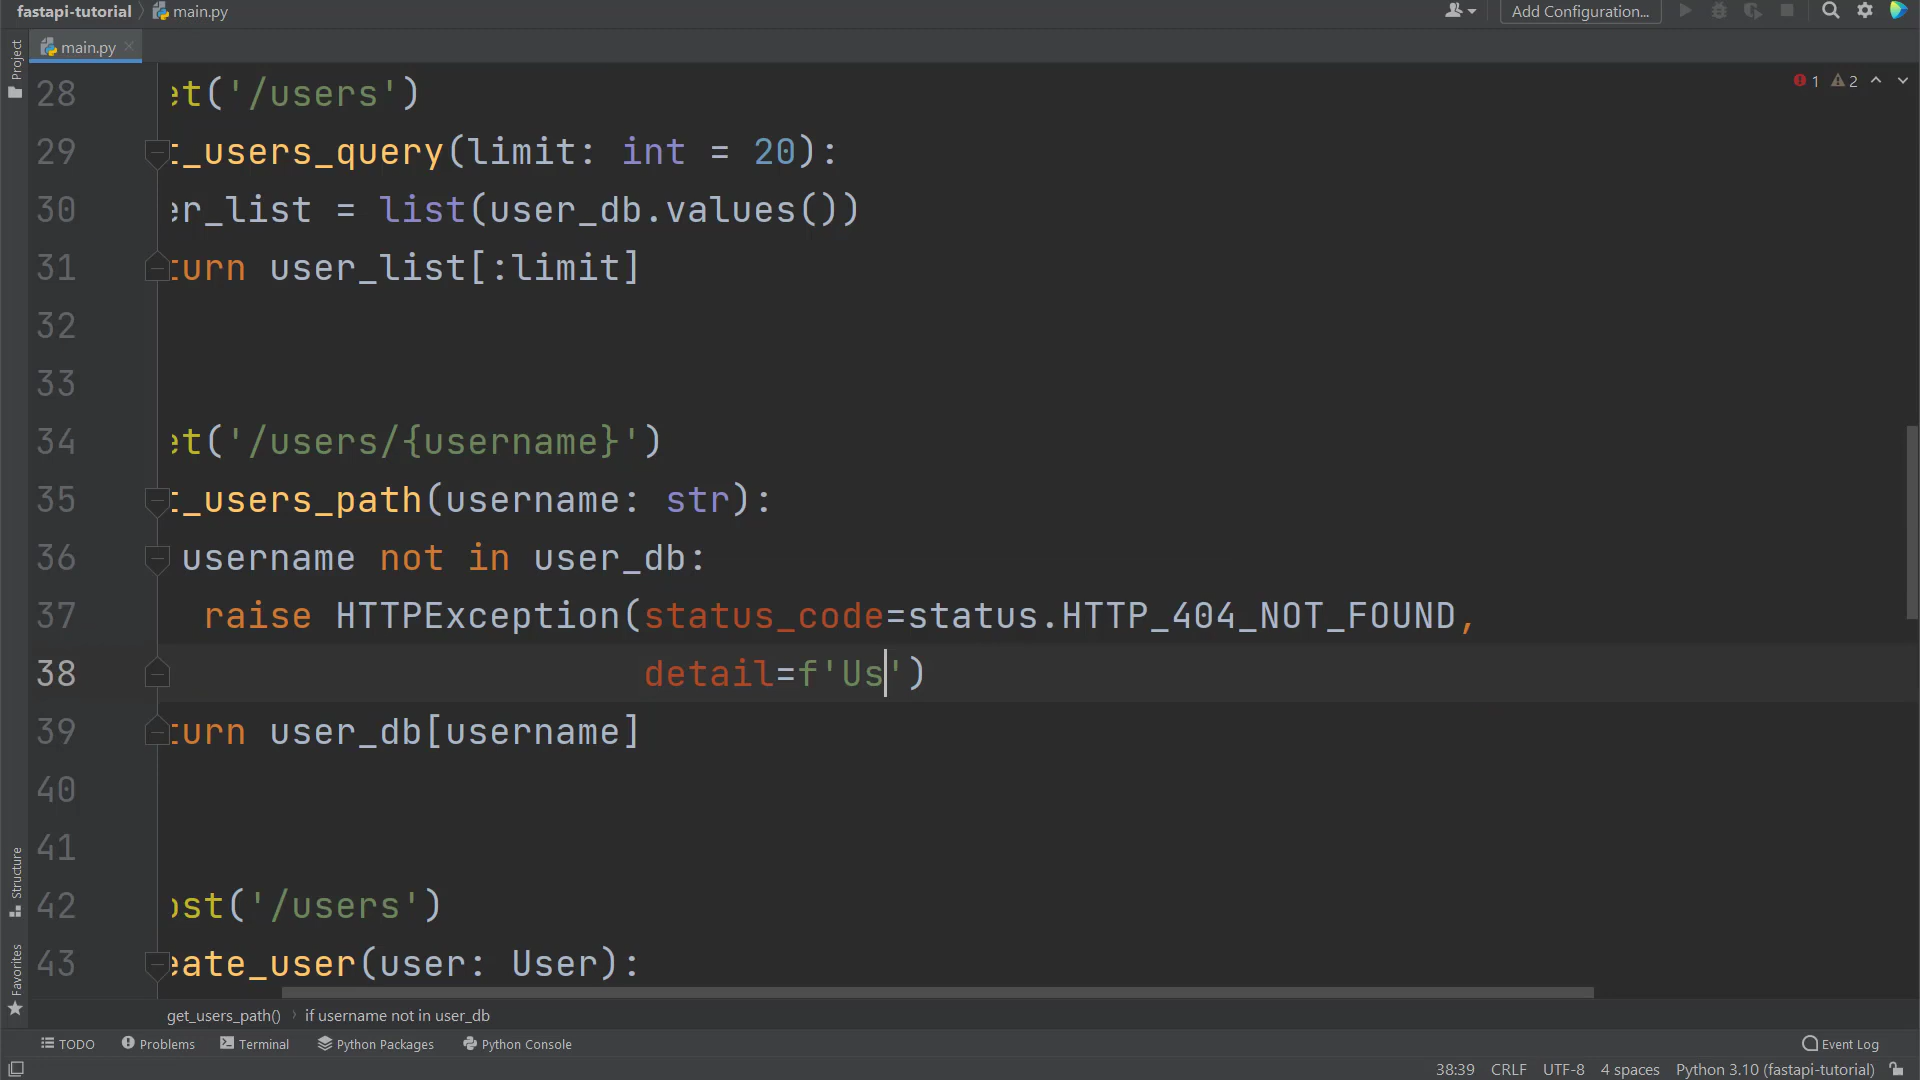 fastapi-tutorial main.py
Add Configuration...
main.py
Project
1 2
28 et('/users')
29 t_users_query(limit: int = 20):
30 er_list = list(user_db.values())
31 turn user_list[:limit]
32
33
34 et('/users/{username}')
35 t_users_path(username: str):
36 username not in user_db:
37 raise HTTPException(status_code=status.HTTP_404_NOT_FOUND,
38 detail=f'Us')
39 turn user_db[username]
40
41
42 ost('/users')
43 eate_user(user: User):
Structure
Favorites
get_users_path() if username not in user_db
TODO Problems Terminal Python Packages Python Console Event Log
38:39 CRLF UTF-8 4 spaces Python 3.10 (fastapi-tutorial)